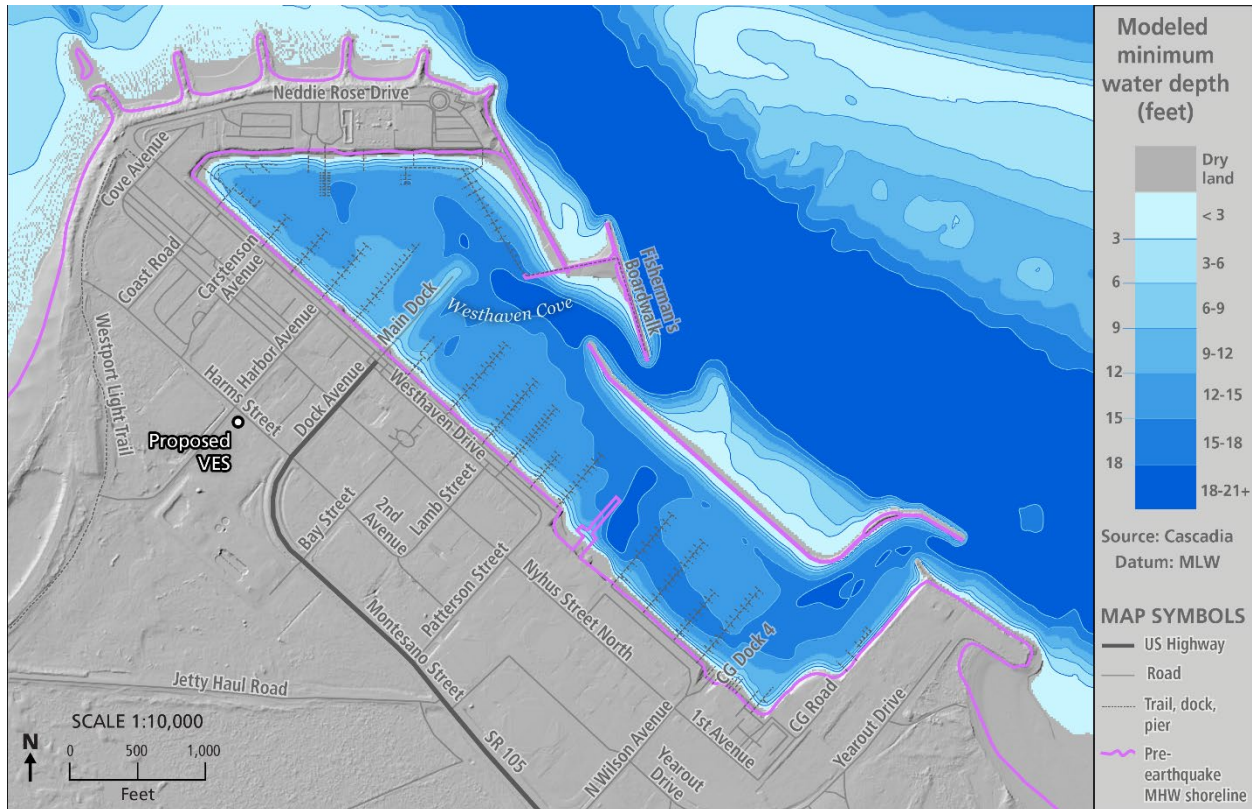 Neddie Rose Drive
Cove Avenue
Coast Road
Carstenson
Avenue
Harbor Avenue
Main Dock
Westhaven Cove
Fisherman's
Boardwalk
Westport Light Trail
Harms Street
Dock Avenue
Westhaven Drive
Proposed
VES
Bay Street
2nd
Avenue
Lamb Street
Patterson Street
Nyhus Street North
Montesano Street
CG Dock 4
Jetty Haul Road
SR 105
N Wilson Avenue
1st Avenue
CG Road
Yearout Drive
Yearout
Drive
SCALE 1:10,000
N
0 500 1,000
Feet
Modeled
minimum
water depth
(feet)
Dry
land
< 3
3
3-6
6
6-9
9
9-12
12
12-15
15
15-18
18
18-21+
Source: Cascadia
Datum: MLW
MAP SYMBOLS
US Highway
Road
Trail, dock,
pier
Pre-
earthquake
MHW shoreline